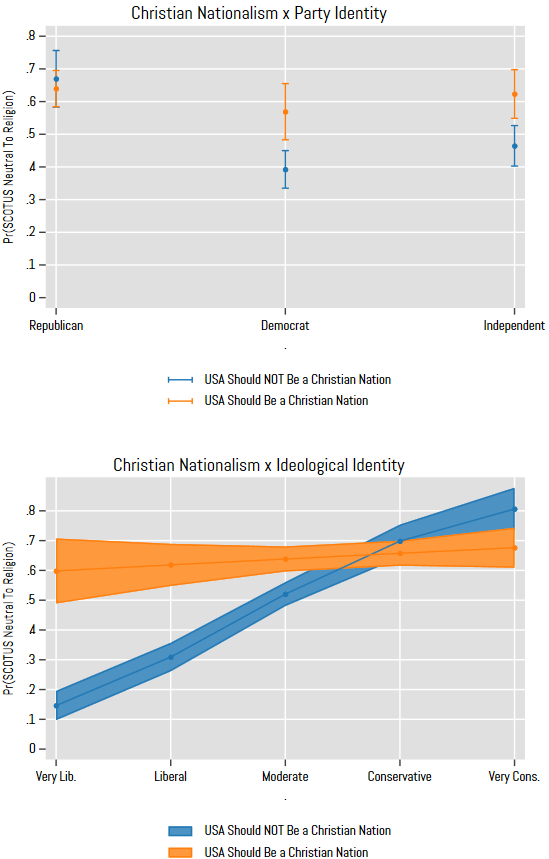 Christian Nationalism x Party Identity
Pr(SCOTUS Neutral To Religion)
.8
.7
.6
.5
.4
.3
.2
.1
0
Republican Democrat Independent
.
USA Should NOT Be a Christian Nation
USA Should Be a Christian Nation
Christian Nationalism x Ideological Identity
Pr(SCOTUS Neutral To Religion)
.8
.7
.6
.5
.4
.3
.2
.1
0
Very Lib. Liberal Moderate Conservative Very Cons.
.
USA Should NOT Be a Christian Nation
USA Should Be a Christian Nation